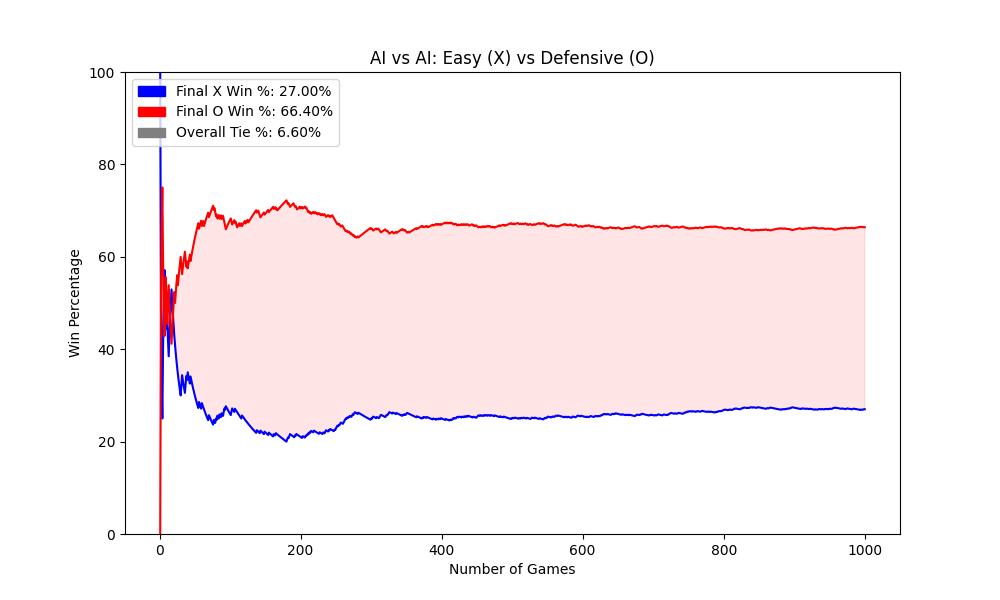 AI vs AI: Easy (X) vs Defensive (O)
Final X Win %: 27.00%
Final O Win %: 66.40%
Overall Tie %: 6.60%
100
80
60
40
20
0
Win Percentage
0 200 400 600 800 1000
Number of Games